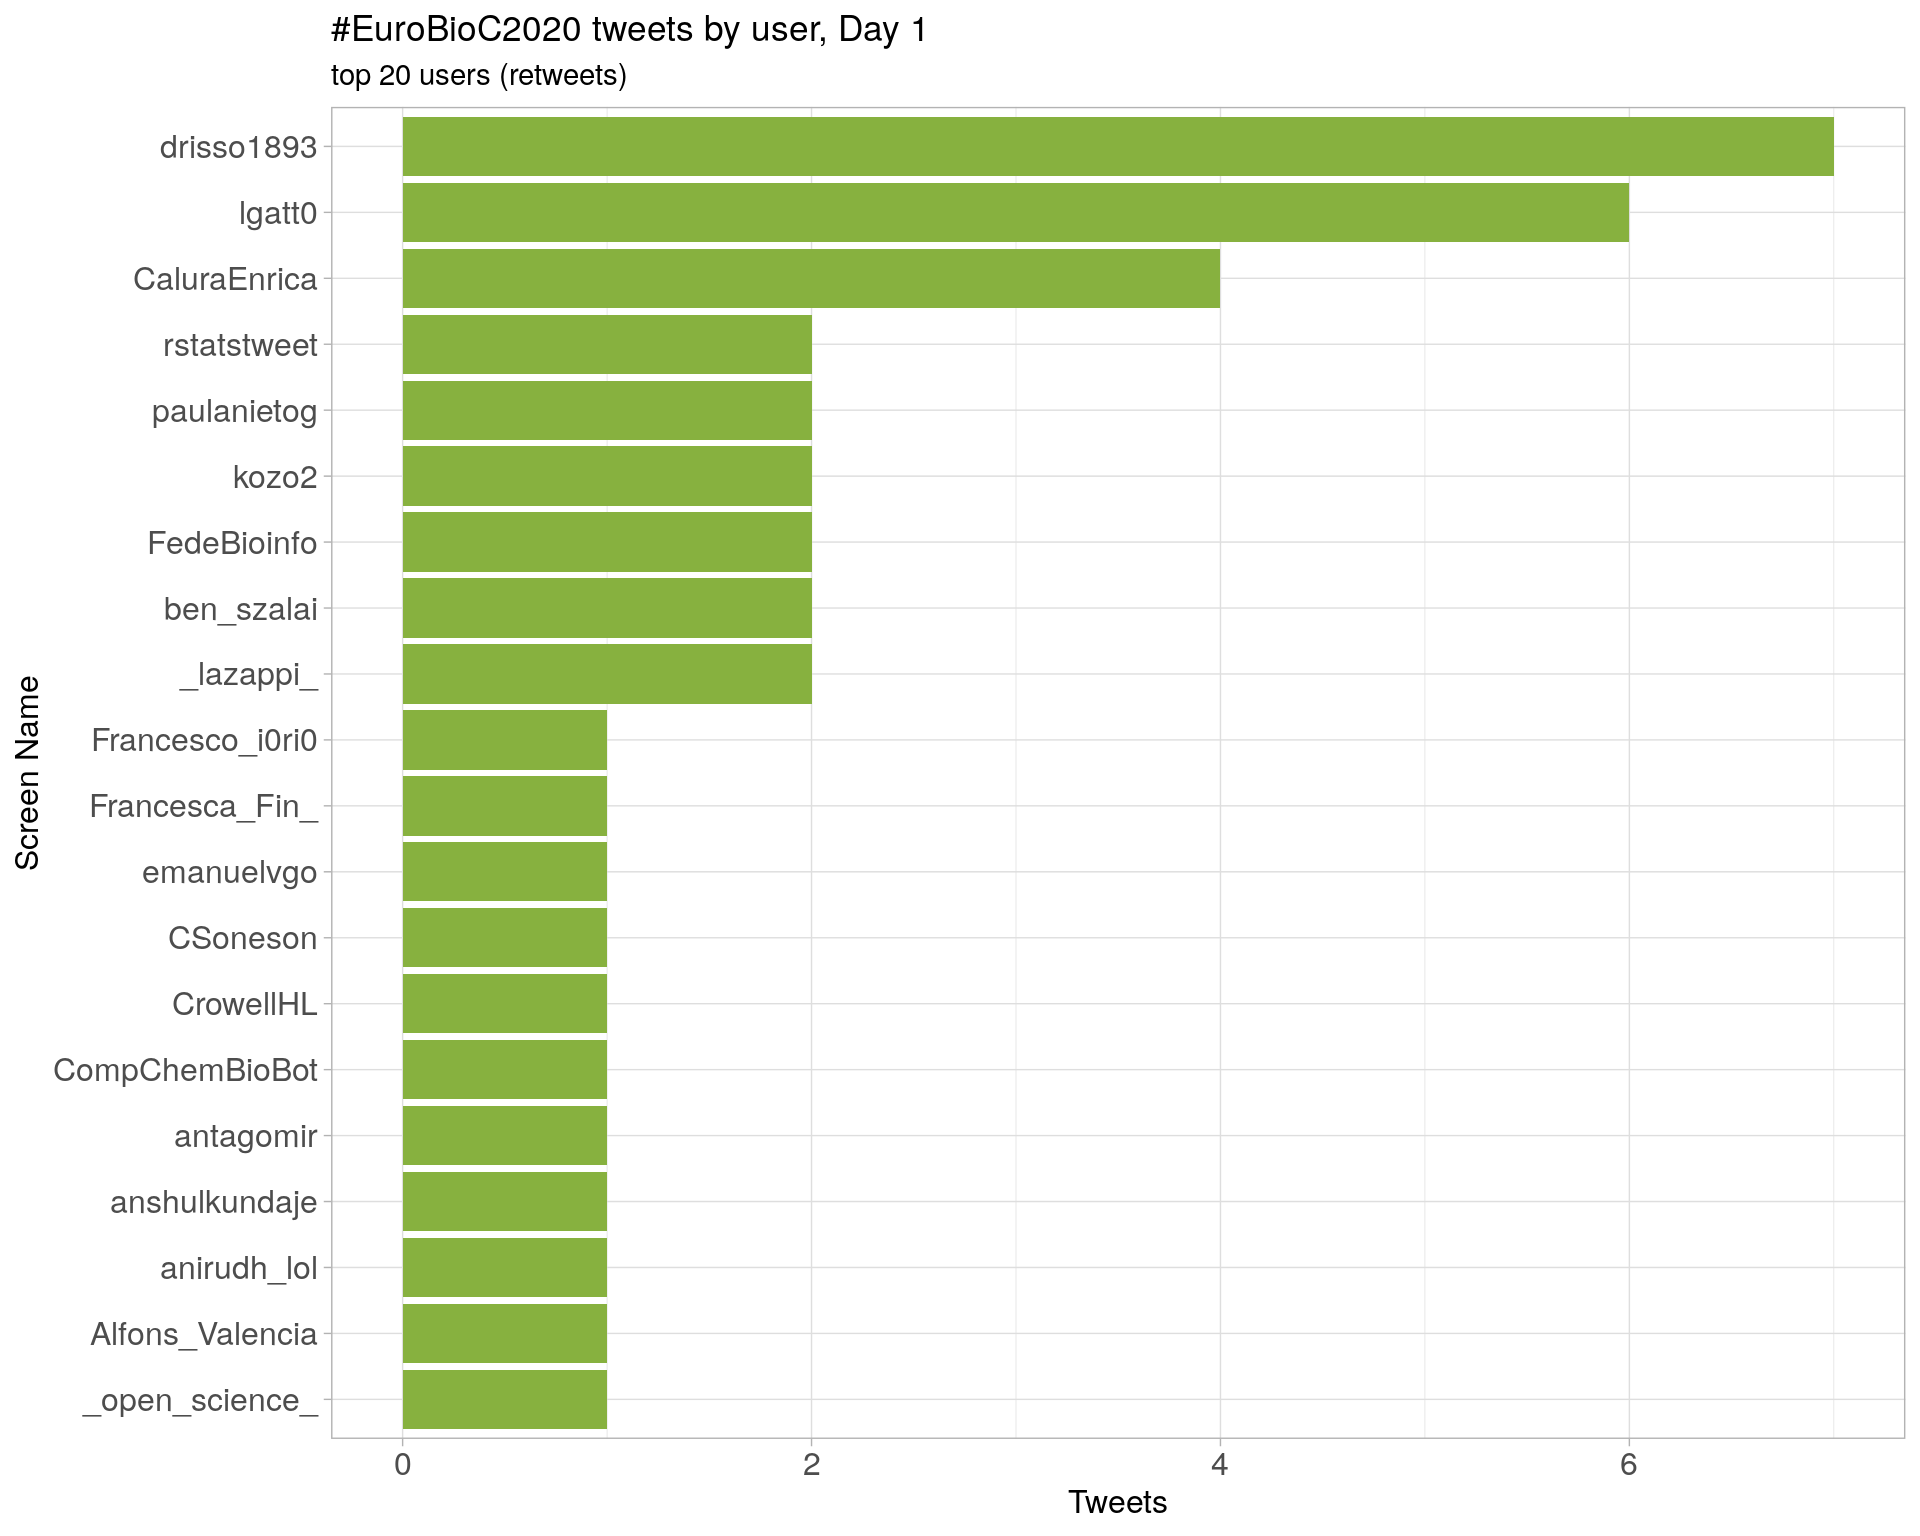 #EuroBioC2020 tweets by user, Day 1
top 20 users (retweets)
drisso1893
lgatt0
CaluraEnrica
rstatstweet
paulanietog
kozo2
FedeBioinfo
ben_szalai
_lazappi_
Francesco_i0ri0
Francesca_Fin_
emanuelvgo
CSoneson
CrowellHL
CompChemBioBot
antagomir
anshulkundaje
anirudh_lol
Alfons_Valencia
_open_science_
Screen Name
0 2 4 6
Tweets